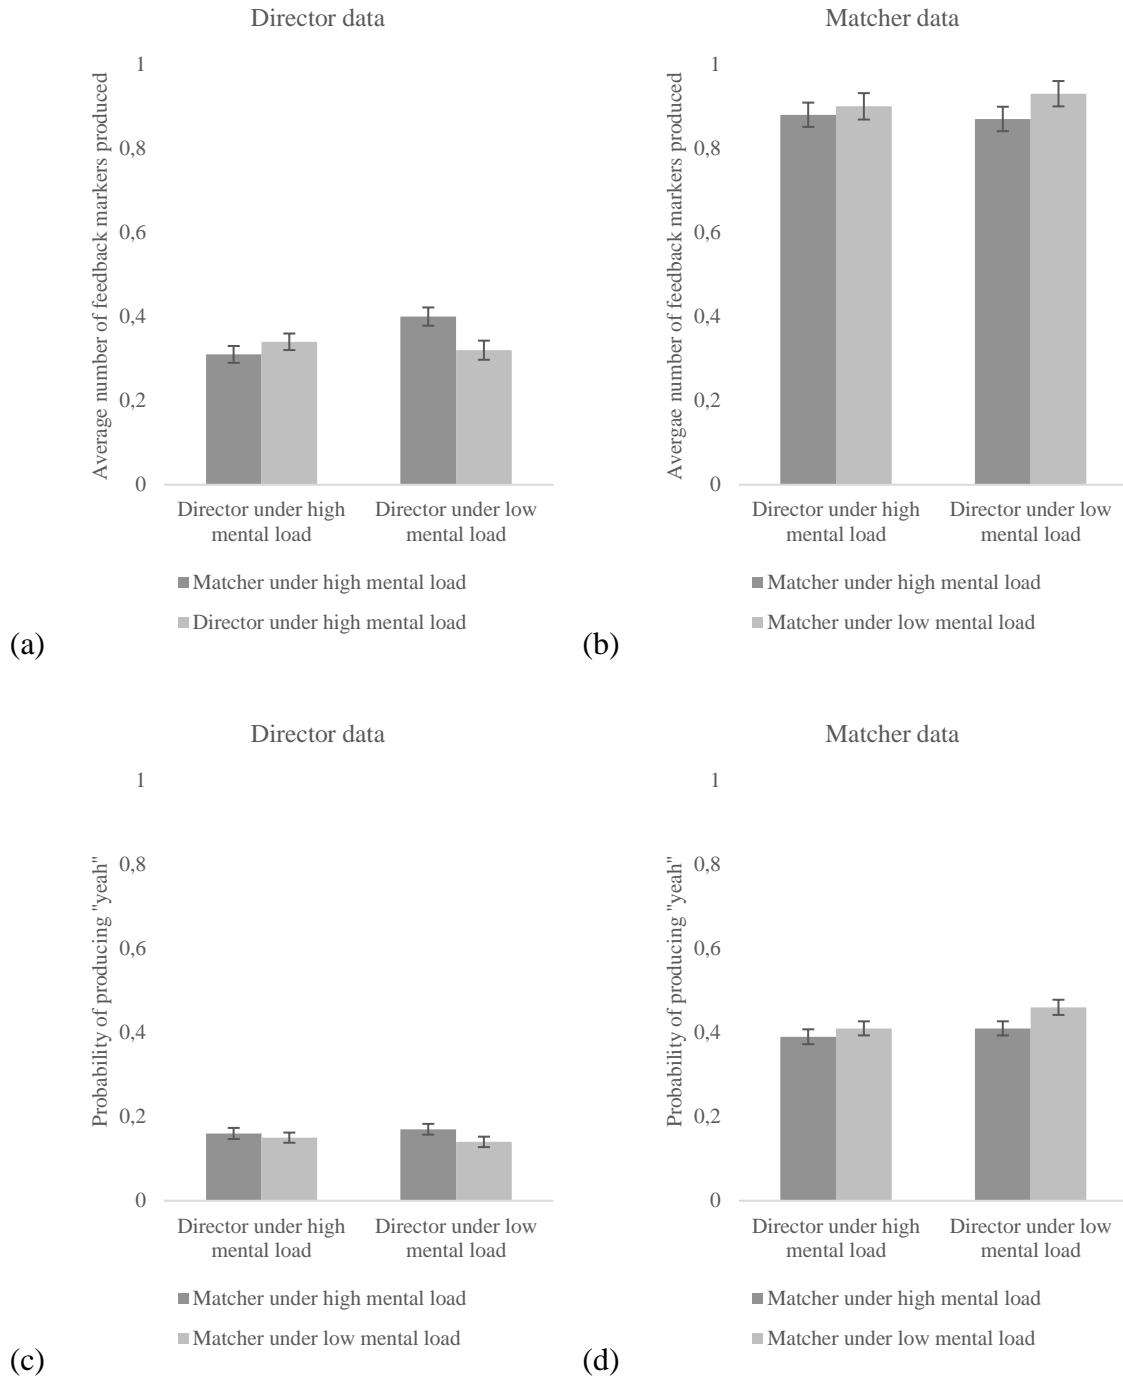 Director data
Average number of feedback markers produced
1
0,8
0,6
0,4
0,2
0
Director under high
mental load
Director under low
mental load
Matcher under high mental load
Director under high mental load
(a)
Matcher data
Avergae number of feedback markers produced
1
0,8
0,6
0,4
0,2
0
Director under high
mental load
Director under low
mental load
Matcher under high mental load
Matcher under low mental load
(b)
Director data
Probability of producing "yeah"
1
0,8
0,6
0,4
0,2
0
Director under high
mental load
Director under low
mental load
Matcher under high mental load
Matcher under low mental load
(c)
Matcher data
Probability of producing "yeah"
1
0,8
0,6
0,4
0,2
0
Director under high
mental load
Director under low
mental load
Matcher under high mental load
Matcher under low mental load
(d)